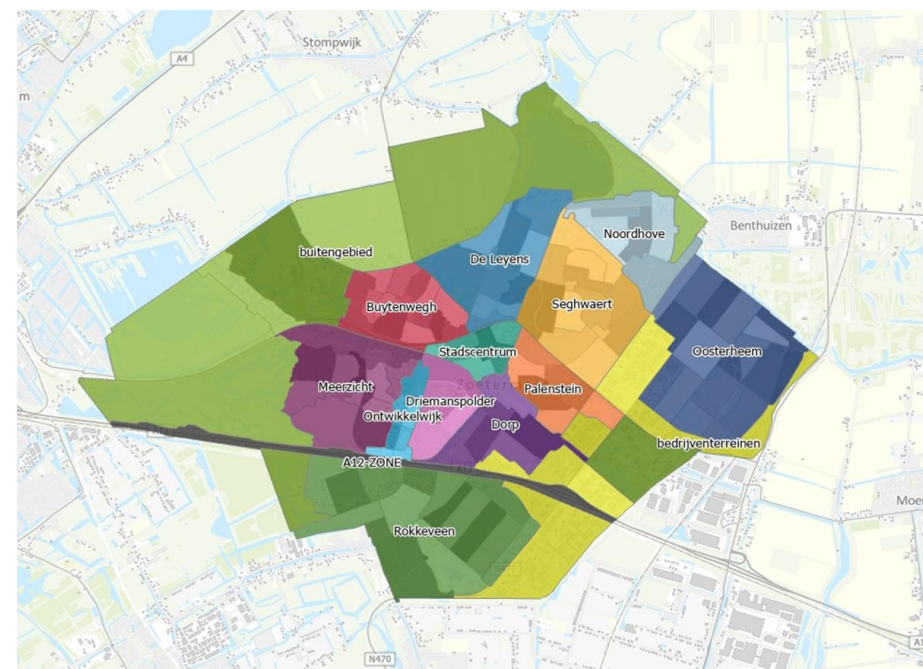 Stompwijk
A4
m
Noordhove
Benthuizen
buitengebied
De Leyens
Buytenwegh
Seghwaert
Stadscentrum
Oosterheem
Meerzicht
Palenstein
Driemanspolder
Ontwikkelwijk
Dorp
bedrijventerreinen
A12-ZONE
Moer
Rokkeveen
N470